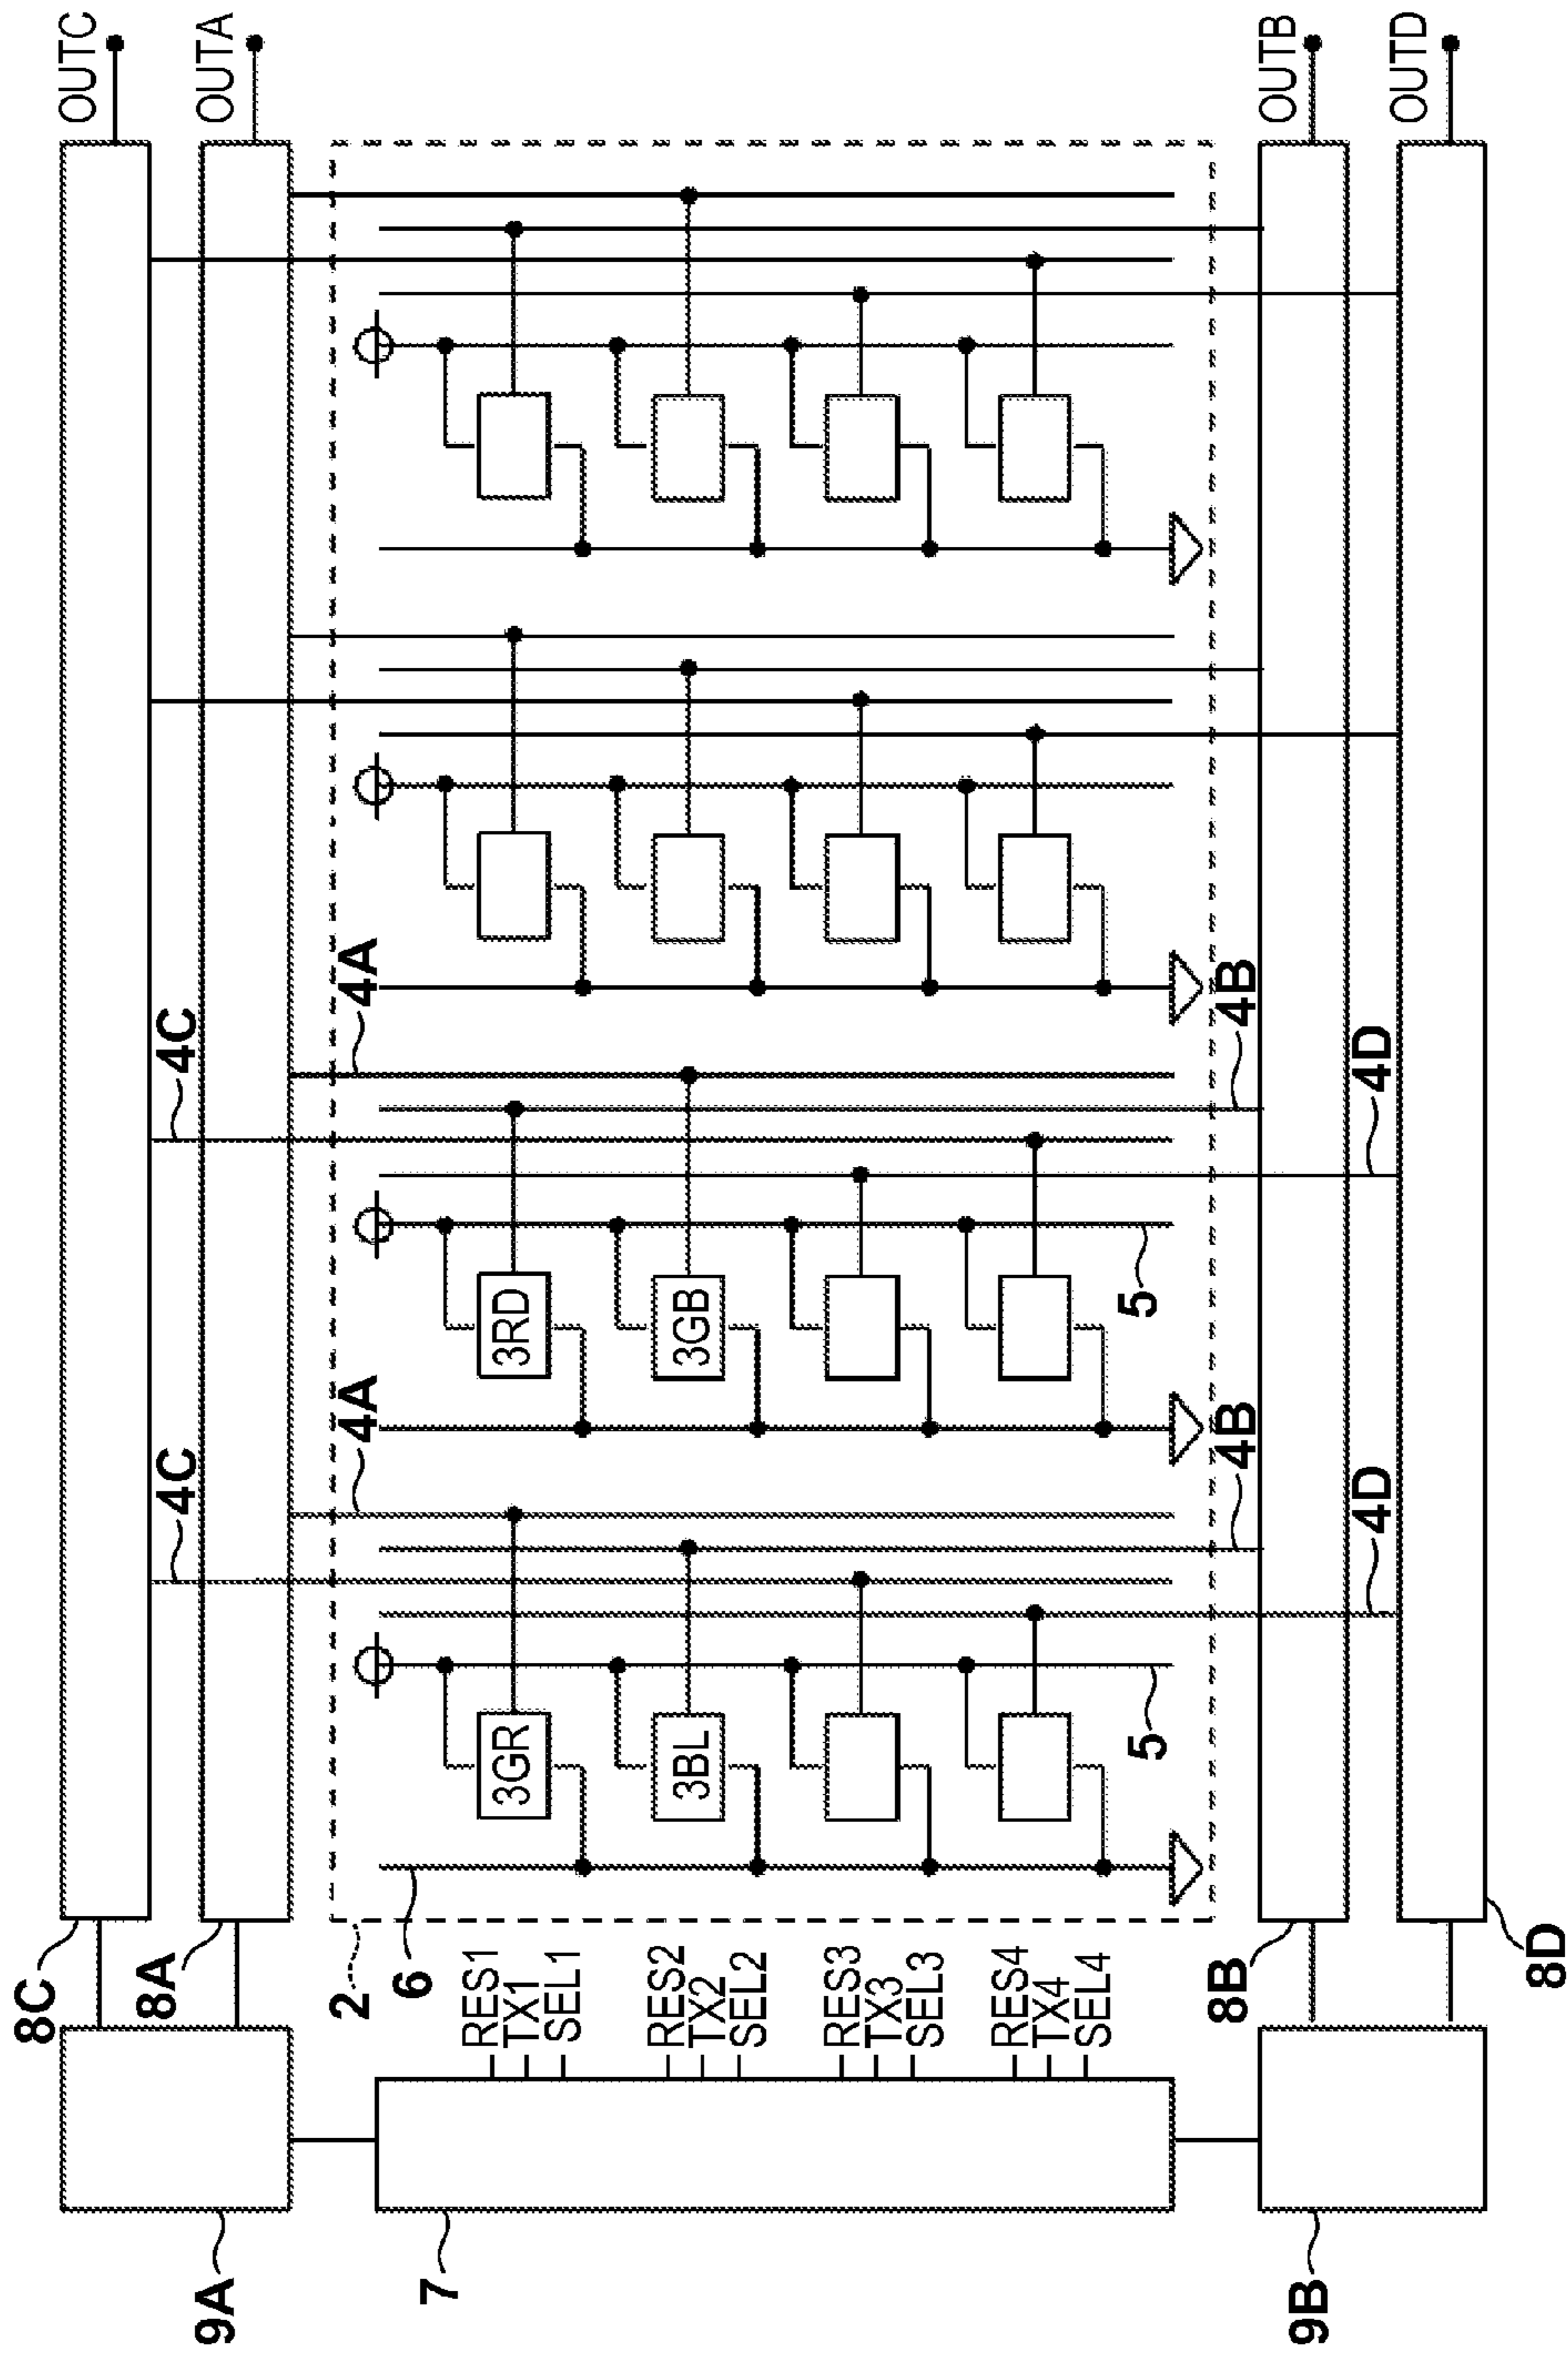 8C
OUTC
8A
OUTA
9A
4C
4C
2
4A
4A
6
RES1
TX1
SEL1
3GR
3RD
RES2
TX2
SEL2
3BL
3GB
7
RES3
TX3
SEL3
RES4
TX4
SEL4
5
5
4B
4B
8B
OUTB
9B
4D
4D
8D
OUTD